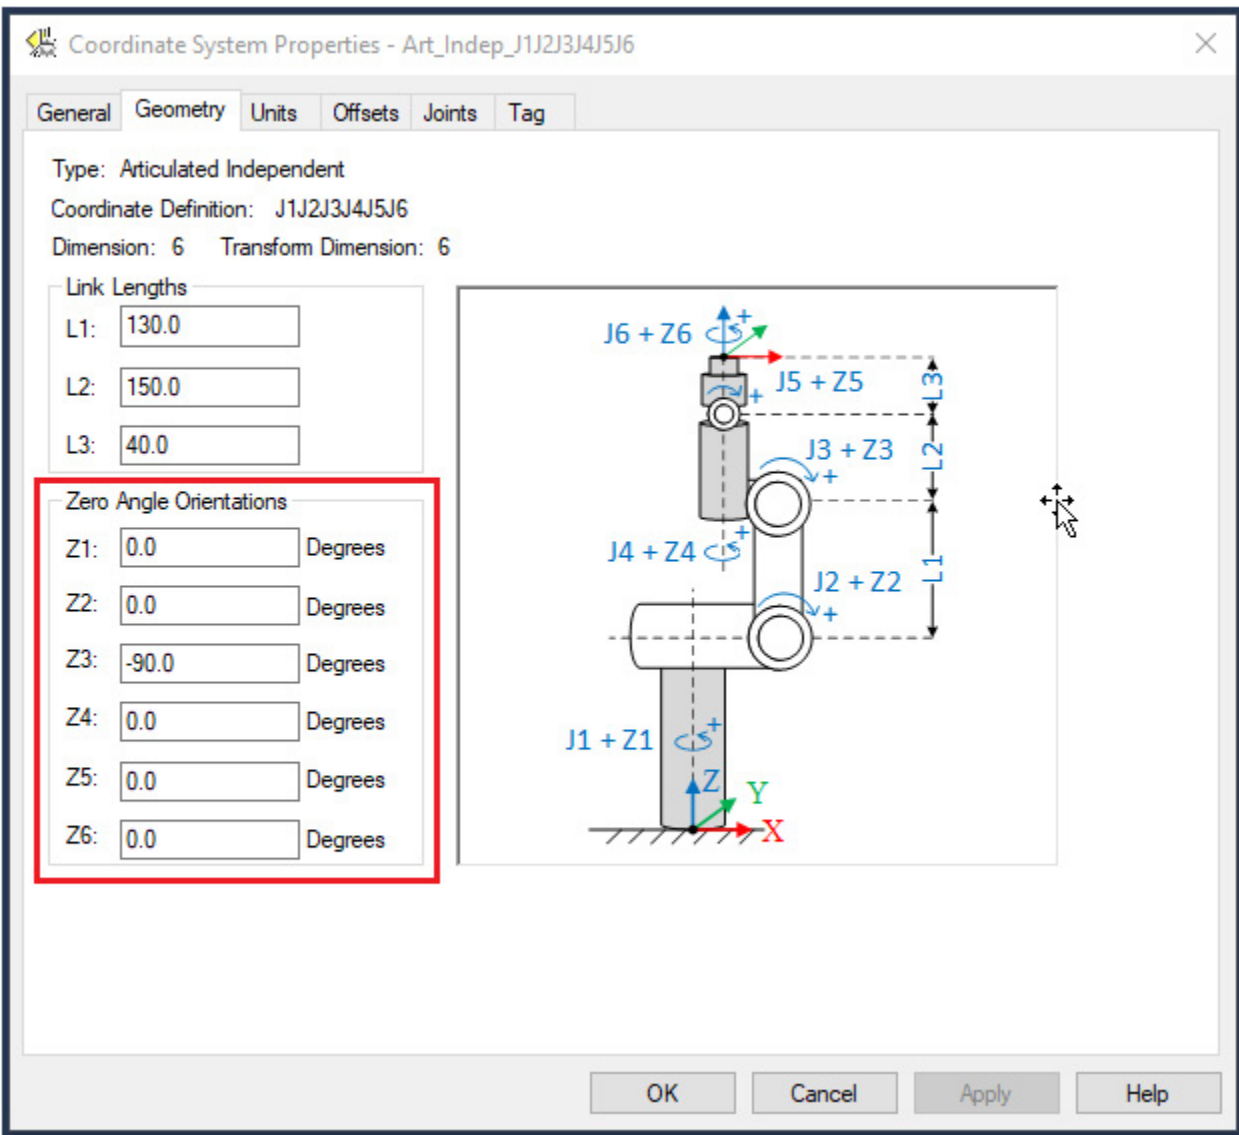 Coordinate System Properties - Art_Indep_J1J2J3J4J5J6
General Geometry Units Offsets Joints Tag
Type: Articulated Independent
Coordinate Definition: J1J2J3J4J5J6
Dimension: 6 Transform Dimension: 6
Link Lengths
L1: 130.0
L2: 150.0
L3: 40.0
Zero Angle Orientations
Z1: 0.0 Degrees
Z2: 0.0 Degrees
Z3: -90.0 Degrees
Z4: 0.0 Degrees
Z5: 0.0 Degrees
Z6: 0.0 Degrees
J6 + Z6 +
J5 + Z5 +
L3
J3 + Z3 +
L2
J4 + Z4 +
J2 + Z2 +
L1
J1 + Z1 +
Z
Y
X
OK Cancel Apply Help